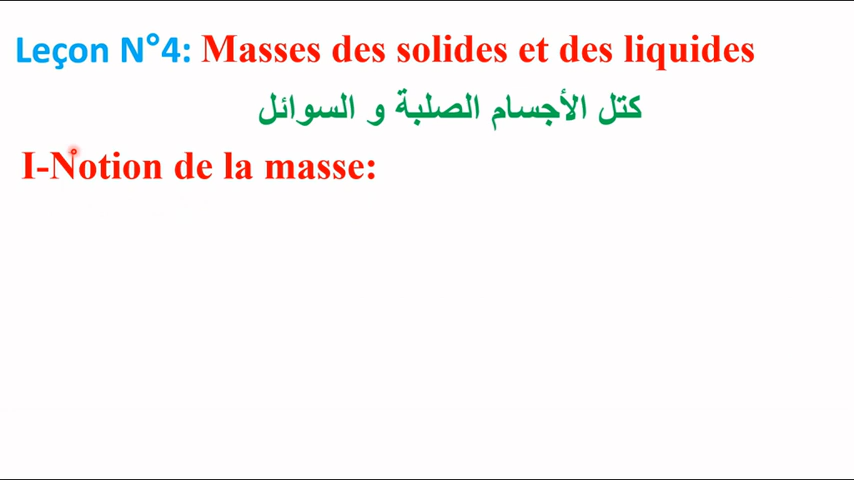 Leçon N°4: Masses des solides et des liquides
كتل الأجسام الصلبة و السوائل
I-Notion de la masse: